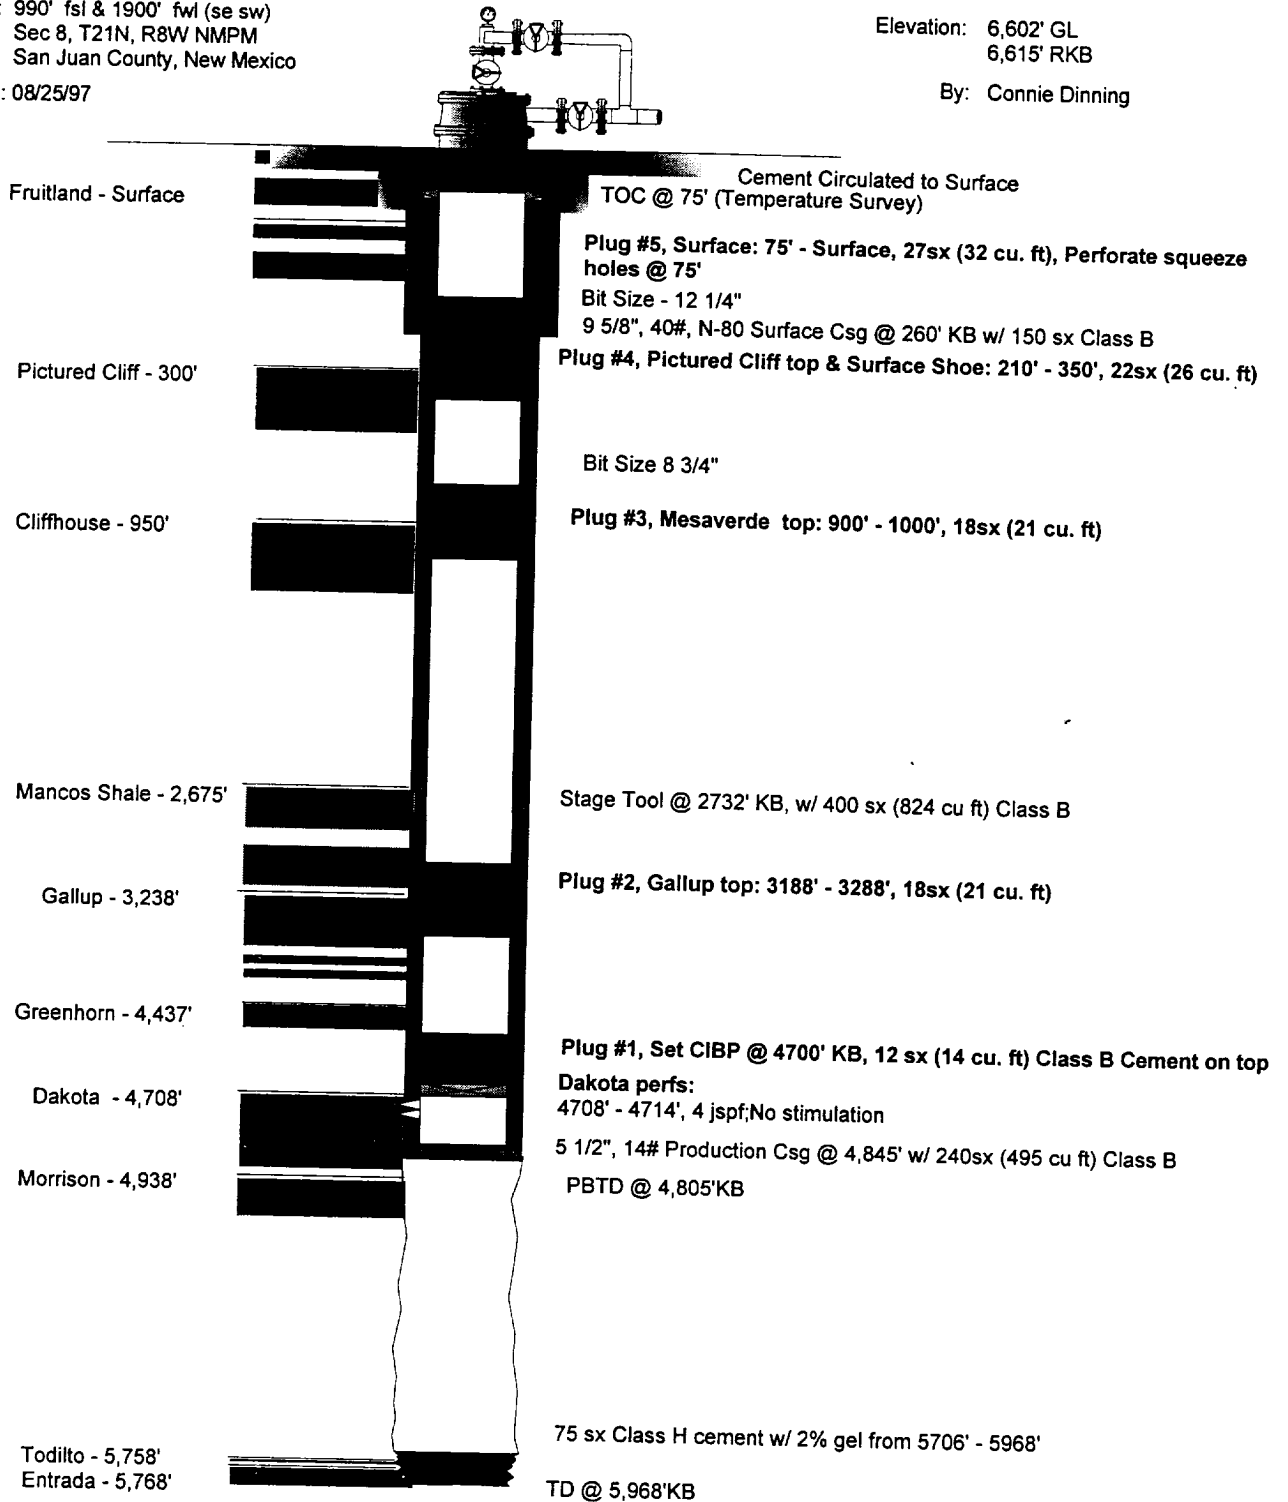 : 990' fsl & 1900' fwl (se sw)
Sec 8, T21N, R8W NMPM
San Juan County, New Mexico
: 08/25/97
Elevation: 6,602' GL
6,615' RKB
By: Connie Dinning
Cement Circulated to Surface
Fruitland - Surface
TOC @ 75' (Temperature Survey)
Plug #5, Surface: 75' - Surface, 27sx (32 cu. ft), Perforate squeeze
holes @ 75'
Bit Size - 12 1/4"
9 5/8", 40#, N-80 Surface Csg @ 260' KB w/ 150 sx Class B
Pictured Cliff - 300'
Plug #4, Pictured Cliff top & Surface Shoe: 210' - 350', 22sx (26 cu. ft)
Bit Size 8 3/4"
Cliffhouse - 950'
Plug #3, Mesaverde top: 900' - 1000', 18sx (21 cu. ft)
Mancos Shale - 2,675'
Stage Tool @ 2732' KB, w/ 400 sx (824 cu ft) Class B
Gallup - 3,238'
Plug #2, Gallup top: 3188' - 3288', 18sx (21 cu. ft)
Greenhorn - 4,437'
Plug #1, Set CIBP @ 4700' KB, 12 sx (14 cu. ft) Class B Cement on top
Dakota - 4,708'
Dakota perfs:
4708' - 4714', 4 jspf;No stimulation
5 1/2", 14# Production Csg @ 4,845' w/ 240sx (495 cu ft) Class B
Morrison - 4,938'
PBTD @ 4,805'KB
75 sx Class H cement w/ 2% gel from 5706' - 5968'
Todilto - 5,758'
Entrada - 5,768'
TD @ 5,968'KB